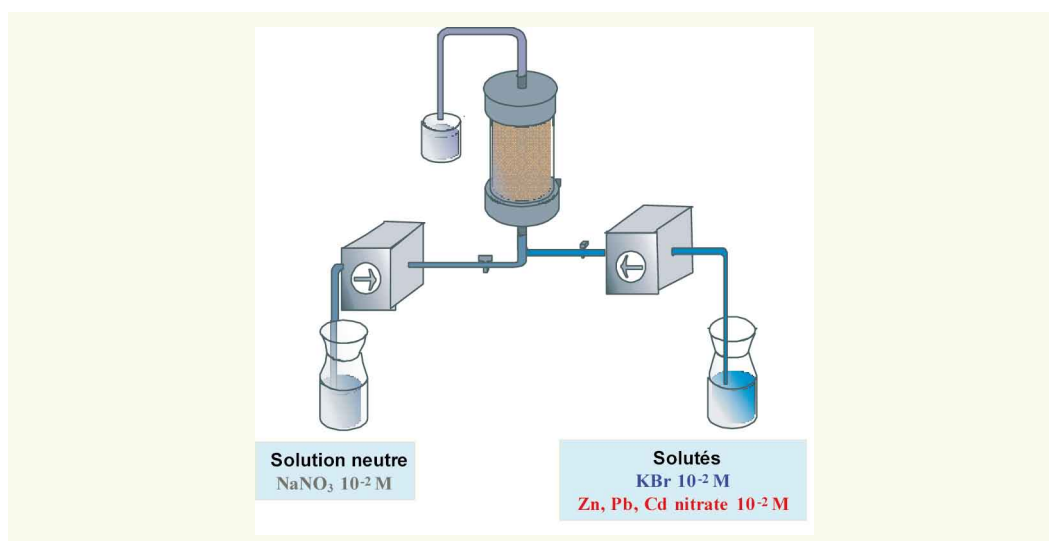 Solution neutre
NaNO₃ 10⁻² M
Solutés
KBr 10⁻² M
Zn, Pb, Cd nitrate 10⁻² M